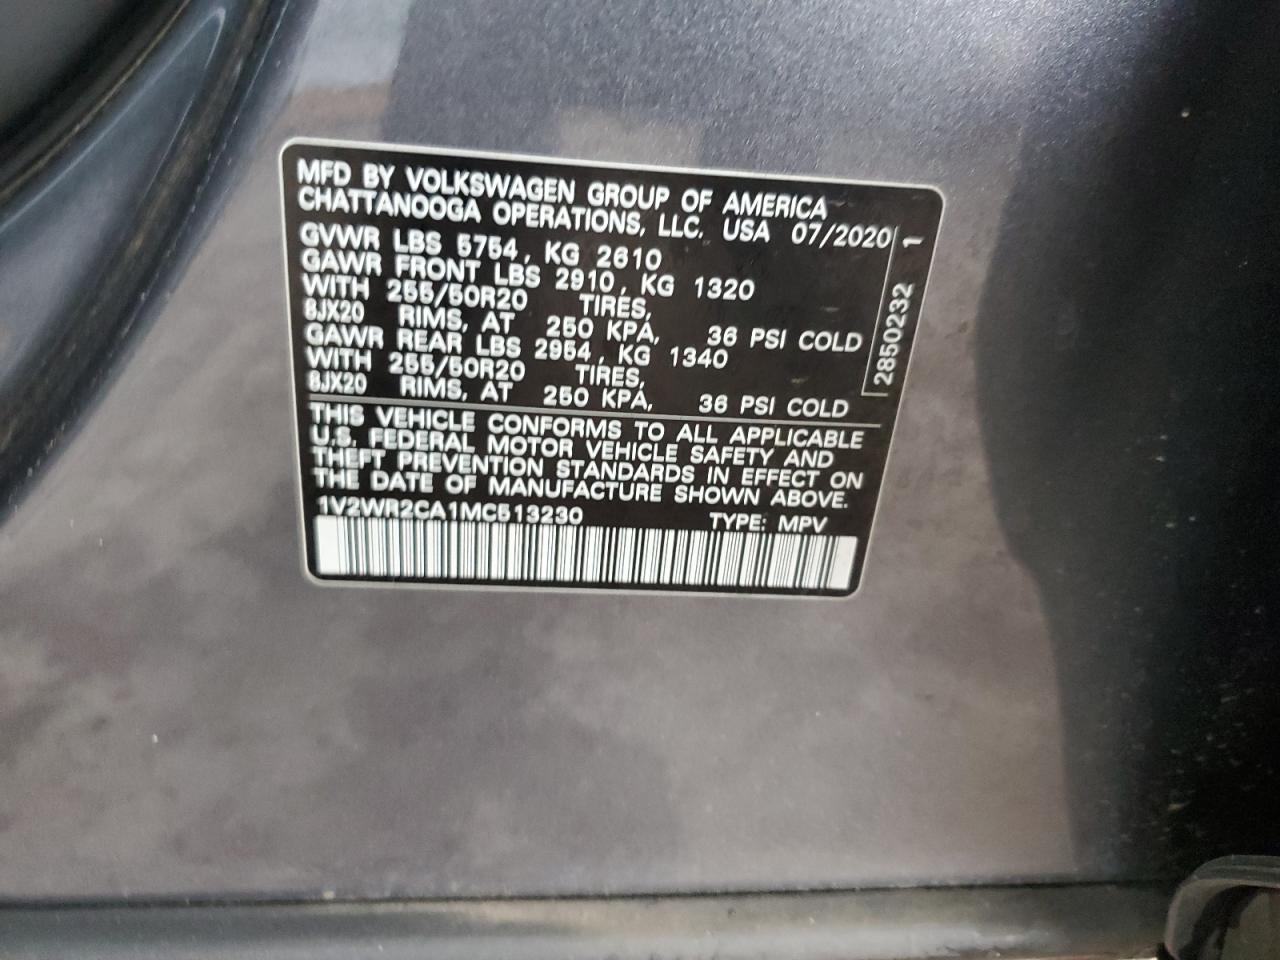 MFD BY VOLKSWAGEN GROUP OF AMERICA
CHATTANOOGA OPERATIONS, LLC. USA 07/2020
GVWR LBS 5754, KG 2610
GAWR FRONT LBS 2910, KG 1320
WITH 255/50R20 TIRES,
8JX20 RIMS, AT 250 KPA, 36 PSI COLD
GAWR REAR LBS 2954, KG 1340
WITH 255/50R20 TIRES,
8JX20 RIMS, AT 250 KPA, 36 PSI COLD
THIS VEHICLE CONFORMS TO ALL APPLICABLE
U.S. FEDERAL MOTOR VEHICLE SAFETY AND
THEFT PREVENTION STANDARDS IN EFFECT ON
THE DATE OF MANUFACTURE SHOWN ABOVE.
1V2WR2CA1MC513230 TYPE: MPV
2850232 1